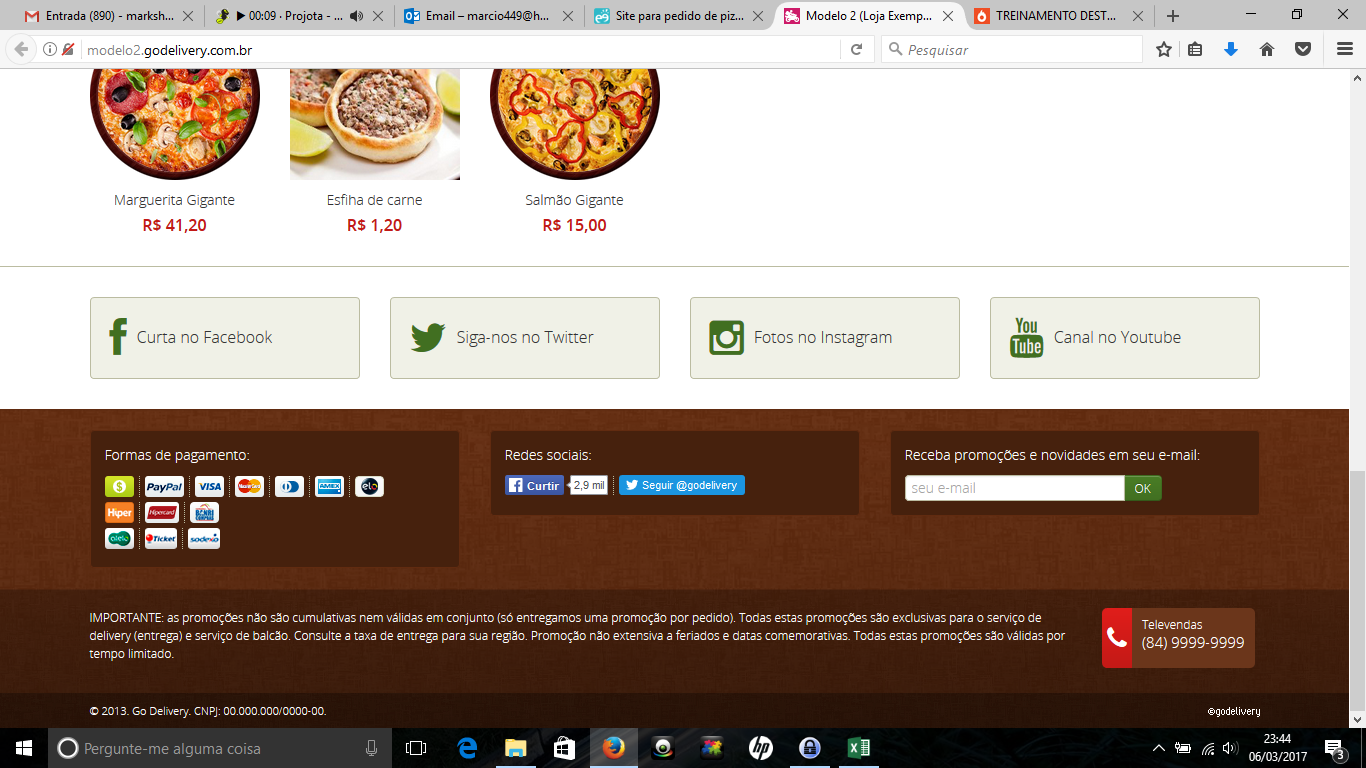 Entrada (890) - marksh...
▶ 00:09 · Projota - ...
Email – marcio449@h...
Site para pedido de piz...
Modelo 2 (Loja Exemp...
TREINAMENTO DEST...
modelo2.godelivery.com.br
Pesquisar
Marguerita Gigante
R$ 41,20
Esfiha de carne
R$ 1,20
Salmão Gigante
R$ 15,00
Curta no Facebook
Siga-nos no Twitter
Fotos no Instagram
You Tube
Canal no Youtube
Formas de pagamento:
PayPal VISA MasterCard AMEX elo
Hiper Hipercard BANRI COMPRAS
alelo Ticket sodexo
Redes sociais:
Curtir 2,9 mil Seguir @godelivery
Receba promoções e novidades em seu e-mail:
seu e-mail OK
IMPORTANTE: as promoções não são cumulativas nem válidas em conjunto (só entregamos uma promoção por pedido). Todas estas promoções são exclusivas para o serviço de
delivery (entrega) e serviço de balcão. Consulte a taxa de entrega para sua região. Promoção não extensiva a feriados e datas comemorativas. Todas estas promoções são válidas por
tempo limitado.
Televendas
(84) 9999-9999
© 2013. Go Delivery. CNPJ: 00.000.000/0000-00.
@godelivery
Pergunte-me alguma coisa
hp
23:44
06/03/2017
3